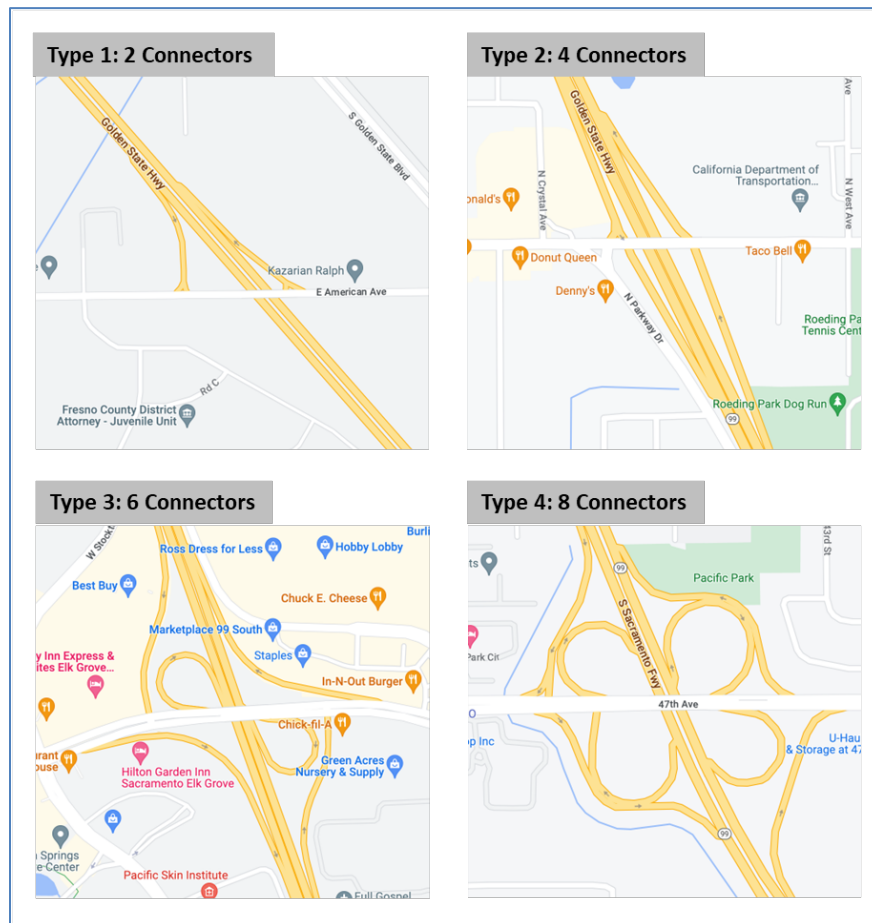 Type 1: 2 Connectors
Golden State Hwy
S Golden State Blvd
Kazarian Ralph
E American Ave
Rd C
Fresno County District
Attorney - Juvenile Unit
Type 2: 4 Connectors
Golden State Hwy
Ave
California Department of
Transportation...
N Crystal Ave
N West Ave
onald's
Donut Queen
Taco Bell
Denny's
N Parkway Dr
Roeding Pa
Tennis Cent
Roeding Park Dog Run
99
Type 3: 6 Connectors
W Stockt
Burli
Ross Dress for Less
Hobby Lobby
Best Buy
Chuck E. Cheese
Marketplace 99 South
Staples
y Inn Express &
ites Elk Grove...
In-N-Out Burger
Chick-fil-A
urant
ouse
Hilton Garden Inn
Sacramento Elk Grove
Green Acres
Nursery & Supply
n Springs
e Center
Pacific Skin Institute
Full Gospel
Type 4: 8 Connectors
43rd St
99
ts
Pacific Park
S Sacramento Fwy
Park Cit
47th Ave
O
op Inc
U-Hau
& Storage at 47
99